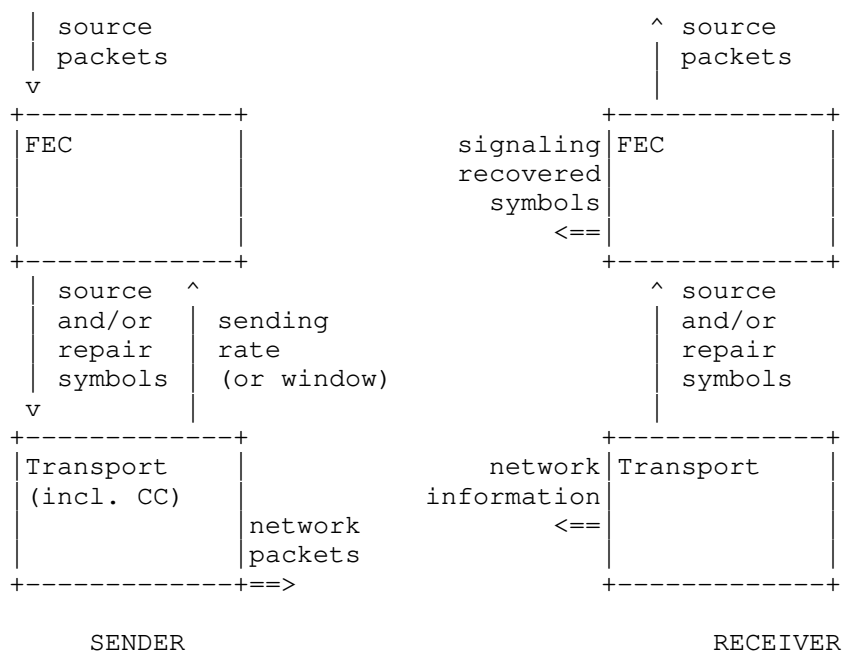 source source
packets packets
v
FEC signaling FEC
recovered
symbols
<==
source ^ ^ source
and/or sending and/or
repair rate repair
symbols (or window) symbols
v
Transport network Transport
(incl. CC) information
network <==
packets
==>
SENDER RECEIVER